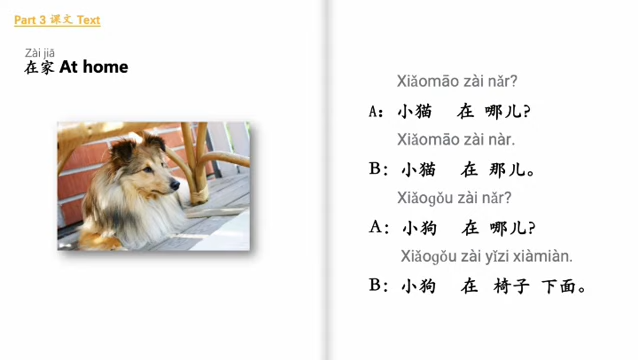 Part 3 课文 Text
Zài jiā
在家 At home
Xiǎomāo zài nǎr?
A: 小猫 在 哪儿?
Xiǎomāo zài nàr.
B: 小猫 在 那儿。
Xiǎogǒu zài nǎr?
A: 小狗 在 哪儿?
Xiǎogǒu zài yǐzi xiàmiàn.
B: 小狗 在 椅子 下面。